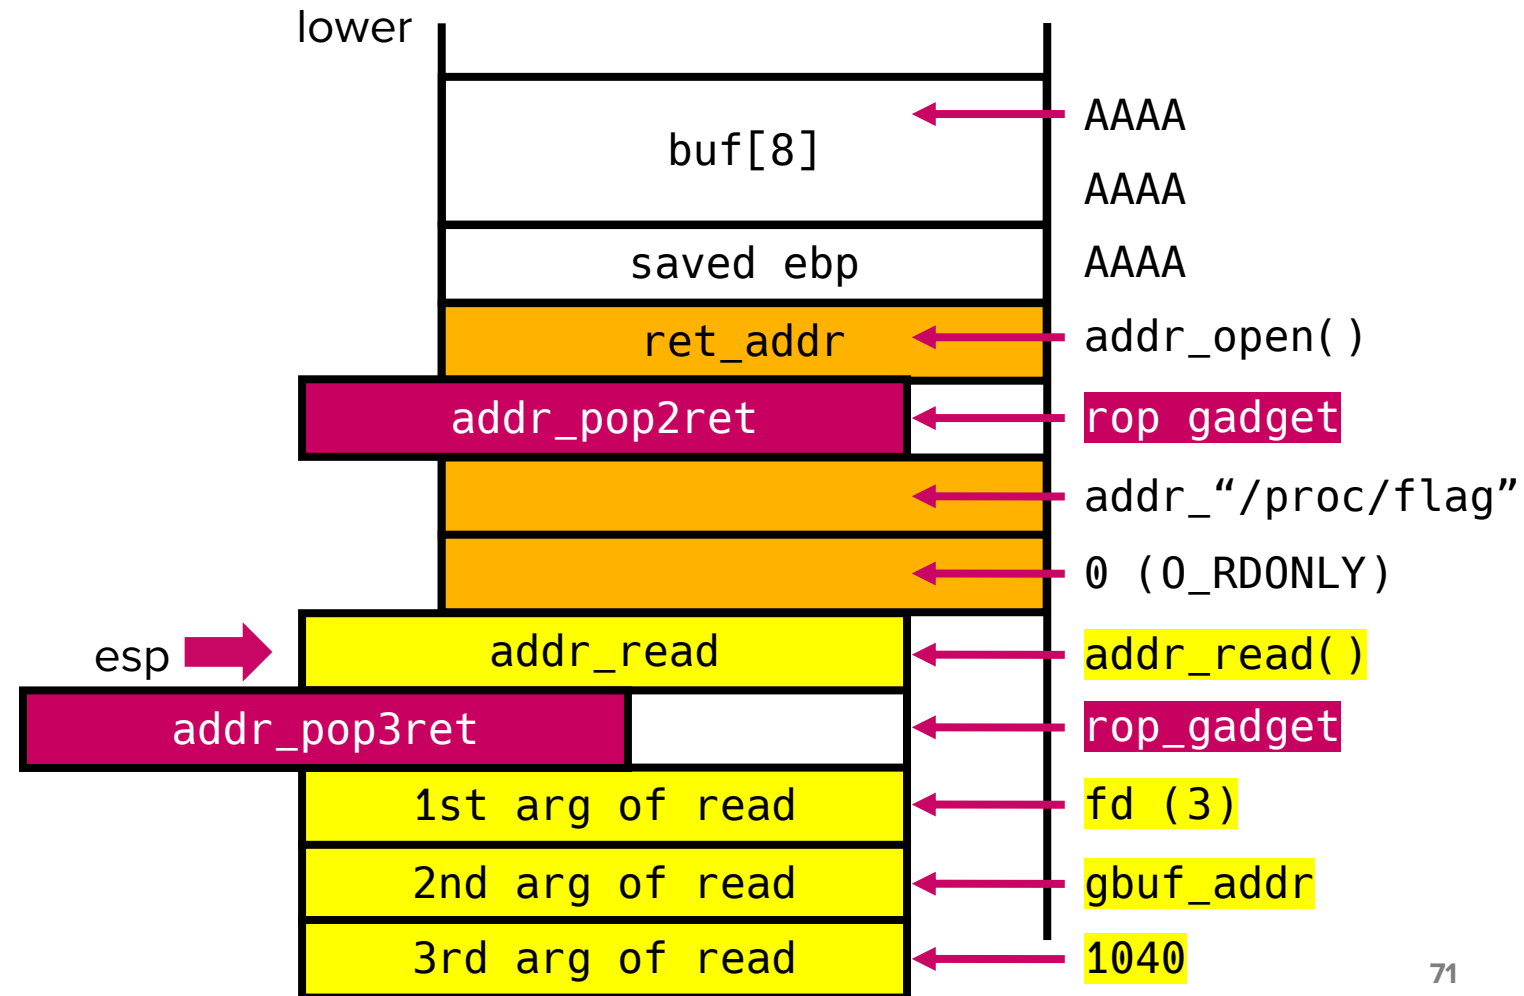 lower
buf[8]
AAAA
AAAA
saved ebp
AAAA
ret_addr
addr_open()
addr_pop2ret
rop gadget
addr_“/proc/flag”
0 (O_RDONLY)
esp
addr_read
addr_read()
addr_pop3ret
rop_gadget
1st arg of read
fd (3)
2nd arg of read
gbuf_addr
3rd arg of read
1040
71